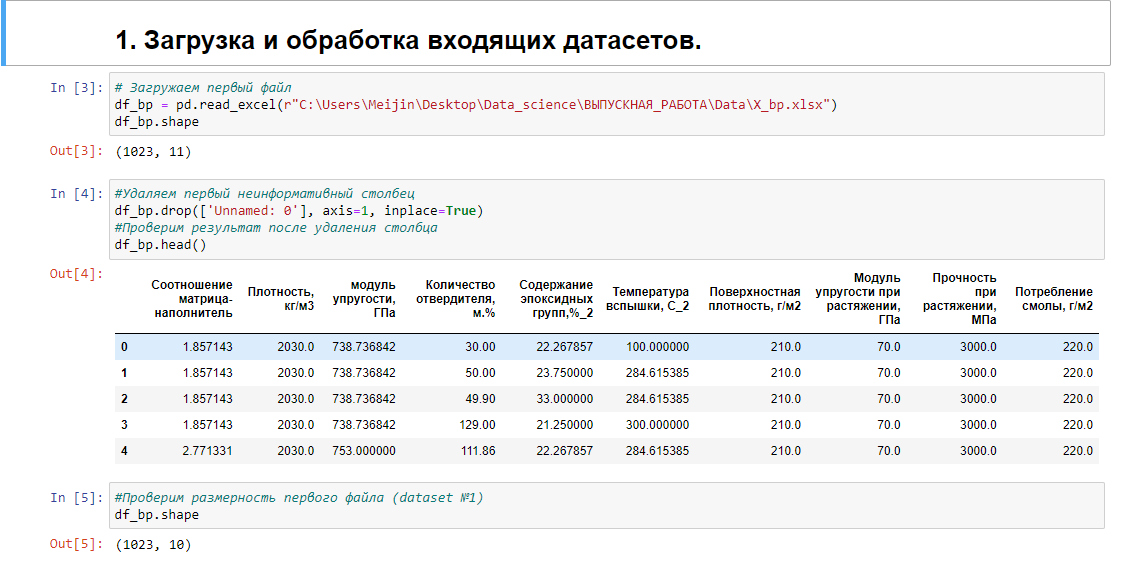 1. Загрузка и обработка входящих датасетов.
In [3]: # Загружаем первый файл
df_bp = pd.read_excel(r"C:\Users\Meijin\Desktop\Data_science\ВЫПУСКНАЯ_РАБОТА\Data\X_bp.xlsx")
df_bp.shape
Out[3]: (1023, 11)
In [4]: #Удаляем первый неинформативный столбец
df_bp.drop(['Unnamed: 0'], axis=1, inplace=True)
#Проверим результат после удаления столбца
df_bp.head()
Out[4]:
Соотношение матрица-наполнитель Плотность, кг/м3 модуль упругости, ГПа Количество отвердителя, м.% Содержание эпоксидных групп,%_2 Температура вспышки, С_2 Поверхностная плотность, г/м2 Модуль упругости при растяжении, ГПа Прочность при растяжении, МПа Потребление смолы, г/м2
0 1.857143 2030.0 738.736842 30.00 22.267857 100.000000 210.0 70.0 3000.0 220.0
1 1.857143 2030.0 738.736842 50.00 23.750000 284.615385 210.0 70.0 3000.0 220.0
2 1.857143 2030.0 738.736842 49.90 33.000000 284.615385 210.0 70.0 3000.0 220.0
3 1.857143 2030.0 738.736842 129.00 21.250000 300.000000 210.0 70.0 3000.0 220.0
4 2.771331 2030.0 753.000000 111.86 22.267857 284.615385 210.0 70.0 3000.0 220.0
In [5]: #Проверим размерность первого файла (dataset №1)
df_bp.shape
Out[5]: (1023, 10)